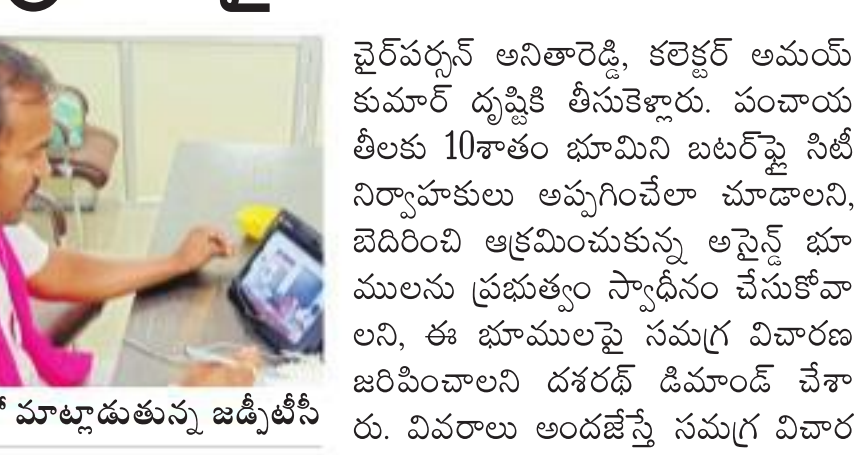 చైర్‌పర్సన్ అనితారెడ్డి, కలెక్టర్ అమయ్
కుమార్ దృష్టికి తీసుకెళ్లారు. పంచాయ
తీలకు 10శాతం భూమిని బటర్‌ఫ్లై సిటీ
నిర్వాహకులు అప్పగించేలా చూడాలని,
బెదిరించి ఆక్రమించుకున్న అసైన్డ్ భూ
ములను ప్రభుత్వం స్వాధీనం చేసుకోవా
లని, ఈ భూములపై సమగ్ర విచారణ
జరిపించాలని దశరథ్ డిమాండ్ చేశా
రు. వివరాలు అందజేస్తే సమగ్ర విచార
మాట్లాడుతున్న జడ్పీటీసీ